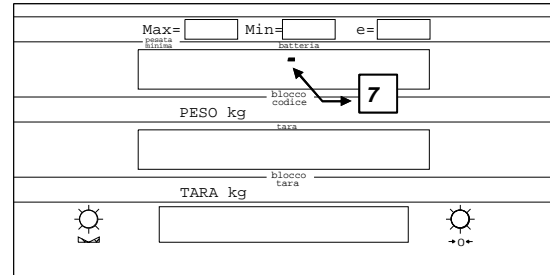 Max= Min= e=
pesata minima
batteria
-
7
blocco codice
PESO kg
tara
blocco tara
TARA kg
→0←